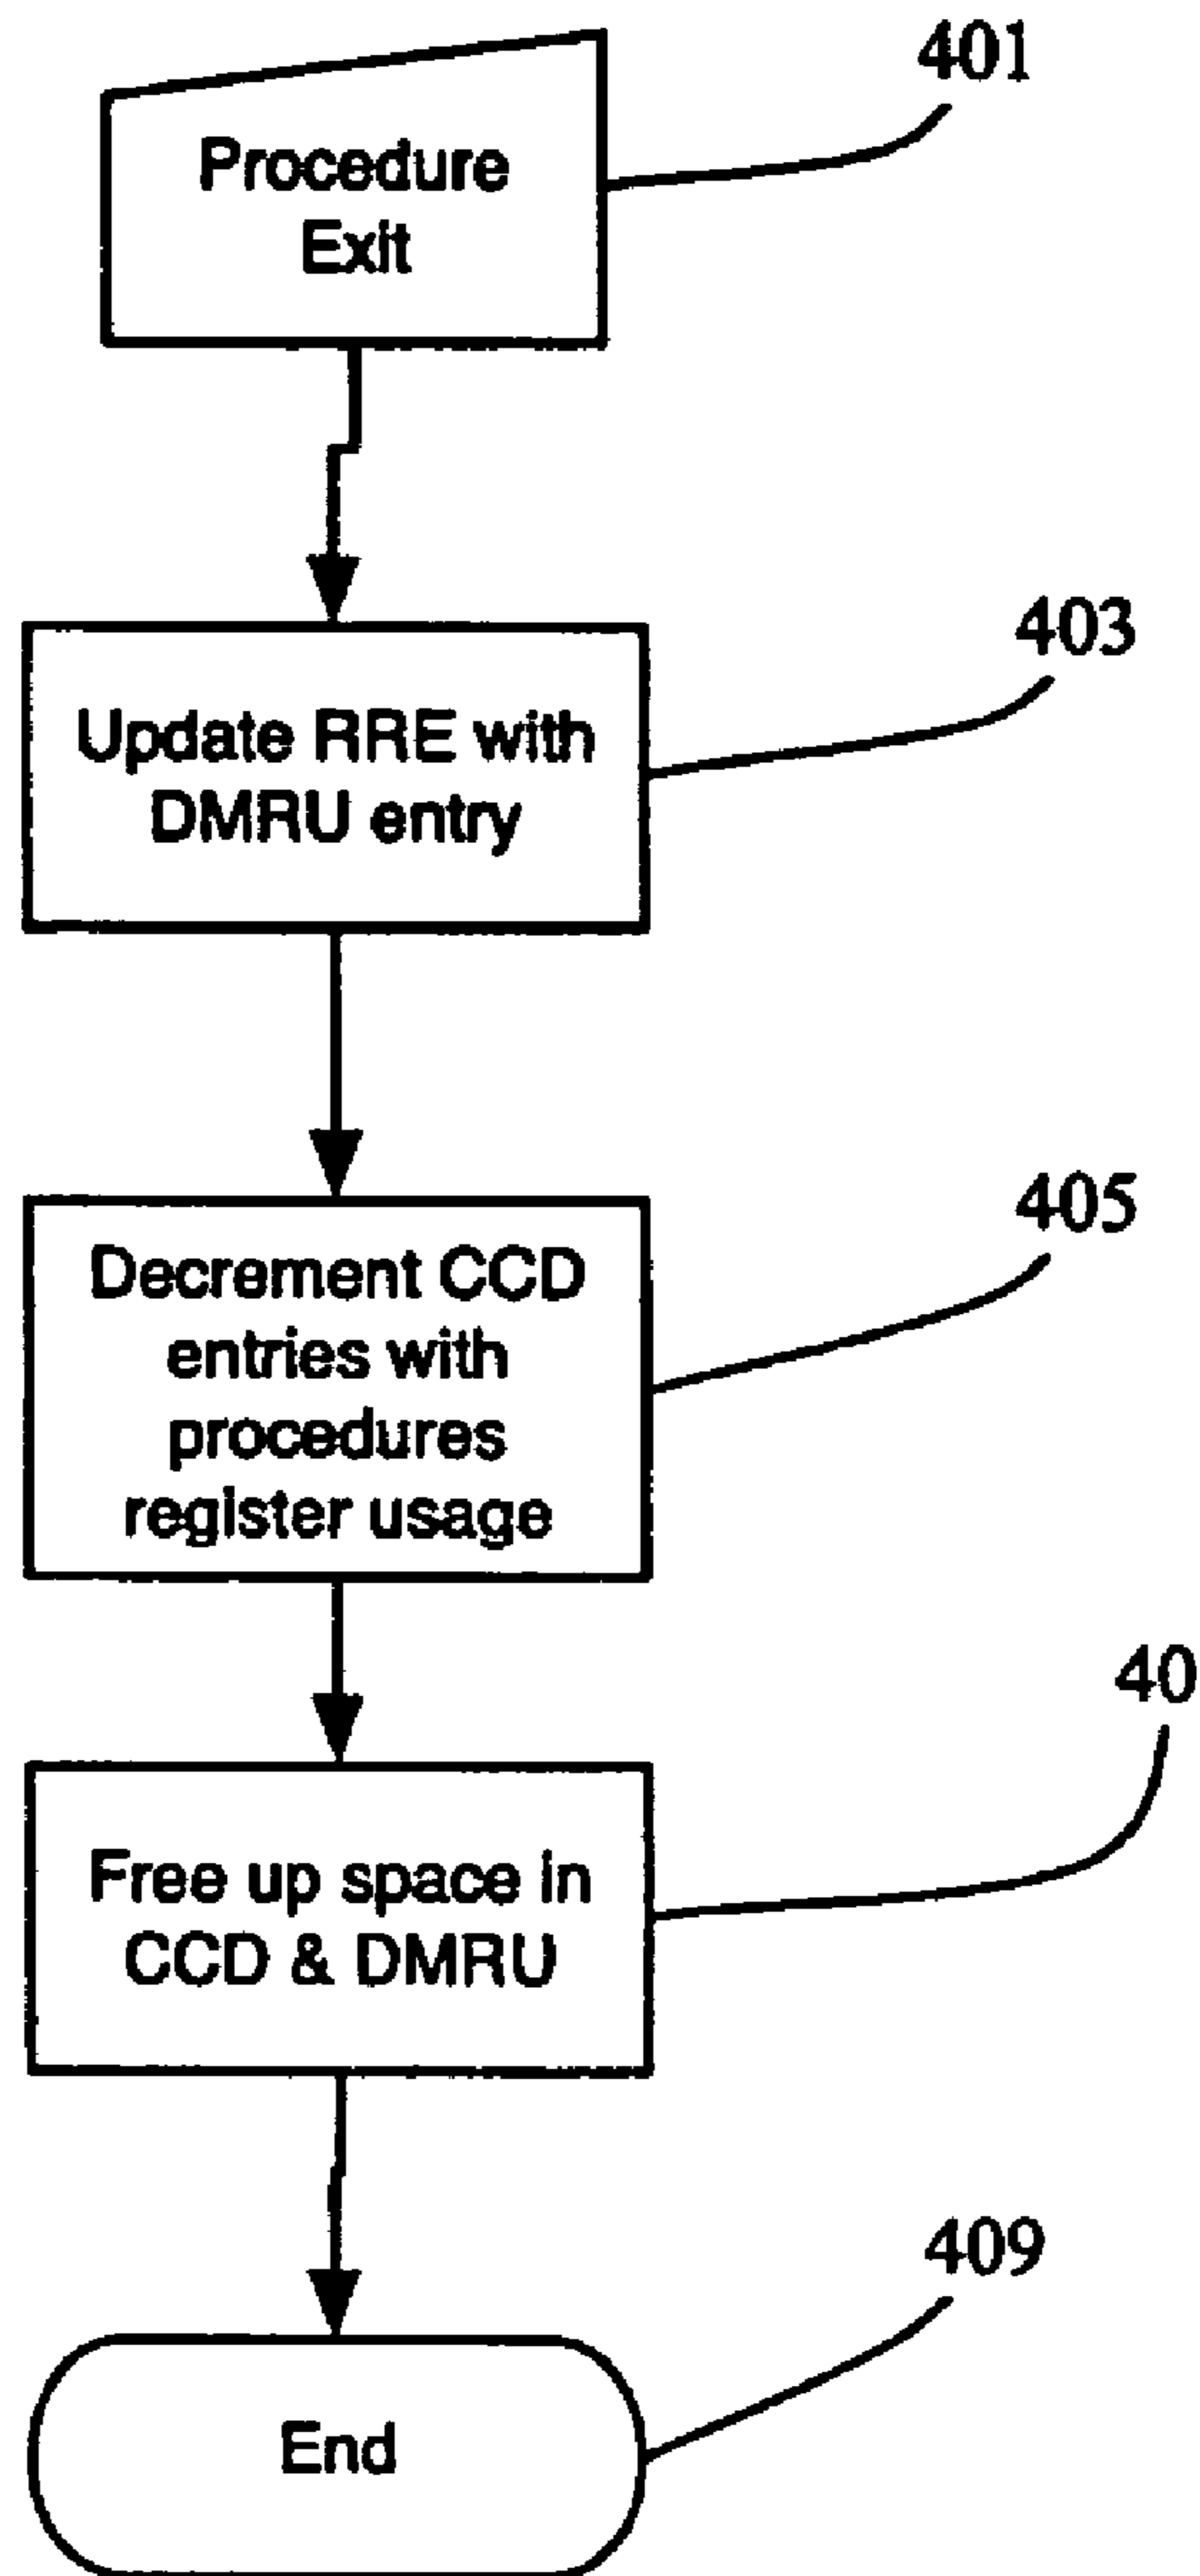 401
Procedure
Exit
403
Update RRE with
DMRU entry
405
Decrement CCD
entries with
procedures
register usage
40
Free up space in
CCD & DMRU
409
End